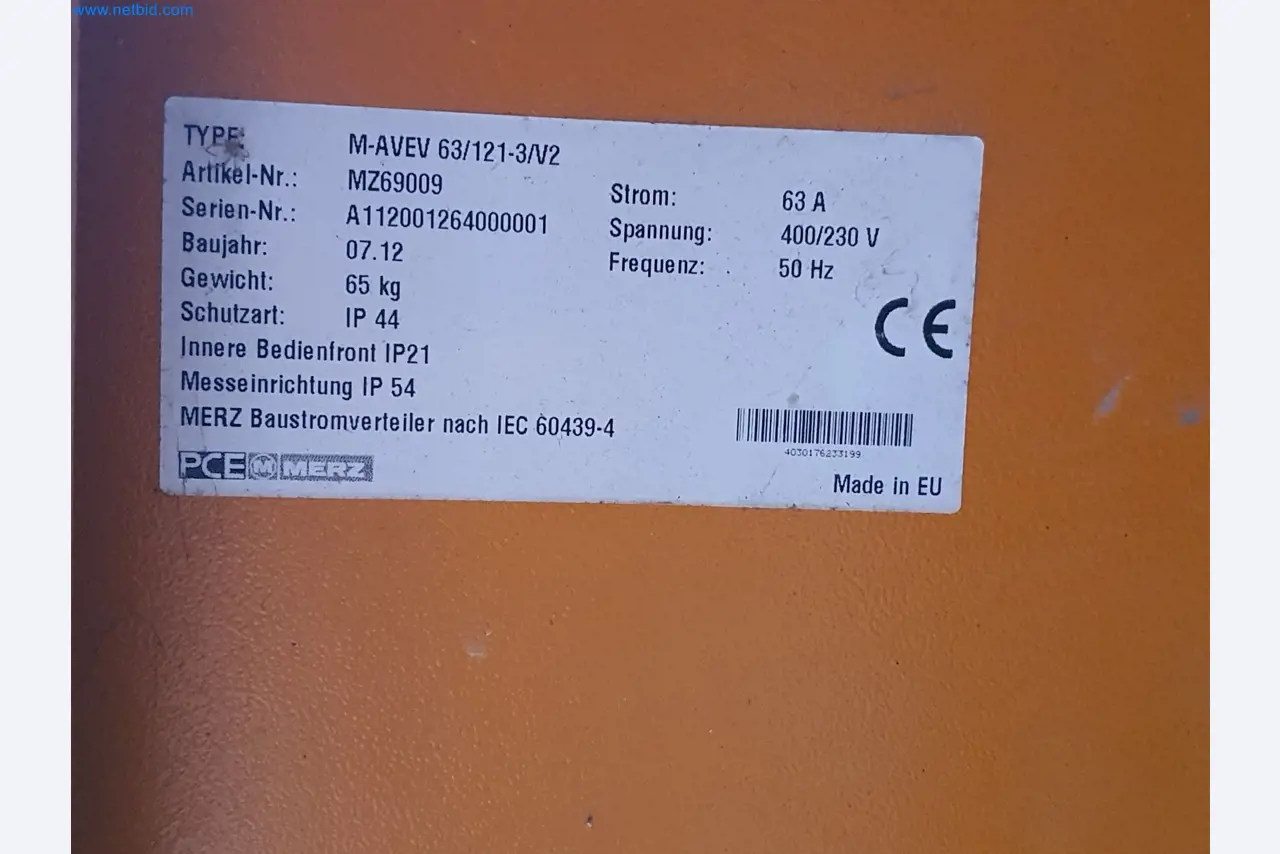 www.netbid.com
TYPE: M-AVEV 63/121-3/V2
Artikel-Nr.: MZ69009
Serien-Nr.: A112001264000001
Baujahr: 07.12
Gewicht: 65 kg
Schutzart: IP 44
Innere Bedienfront IP21
Messeinrichtung IP 54
MERZ Baustromverteiler nach IEC 60439-4
PCE M MERZ
Strom: 63 A
Spannung: 400/230 V
Frequenz: 50 Hz
CE
4030176233199
Made in EU